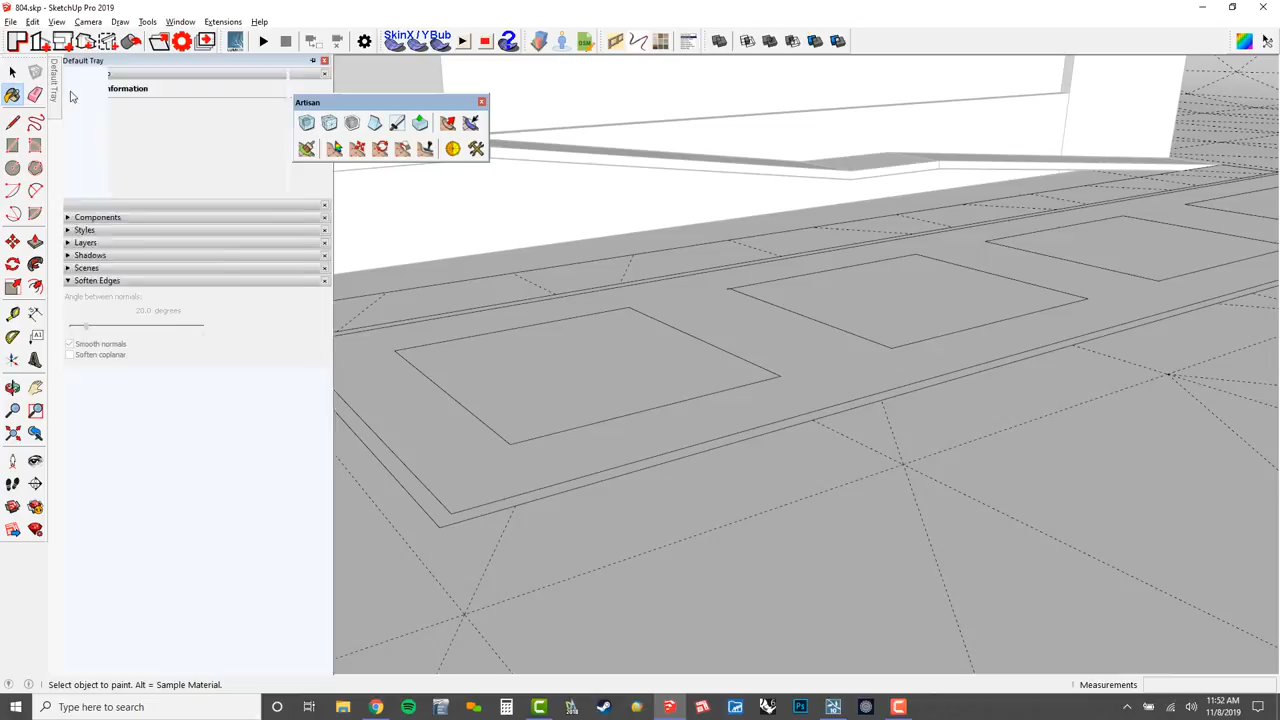 804.skp - SketchUp Pro 2019
File Edit View Camera Draw Tools Window Extensions Help
SkinX / YBub
Default Tray
Default Tray
nformation
Artisan
Components
Styles
Layers
Shadows
Scenes
Soften Edges
Angle between normals:
20.0 degrees
Smooth normals
Soften coplanar
Select object to paint. Alt = Sample Material.
Measurements
Type here to search
11:52 AM
11/8/2019